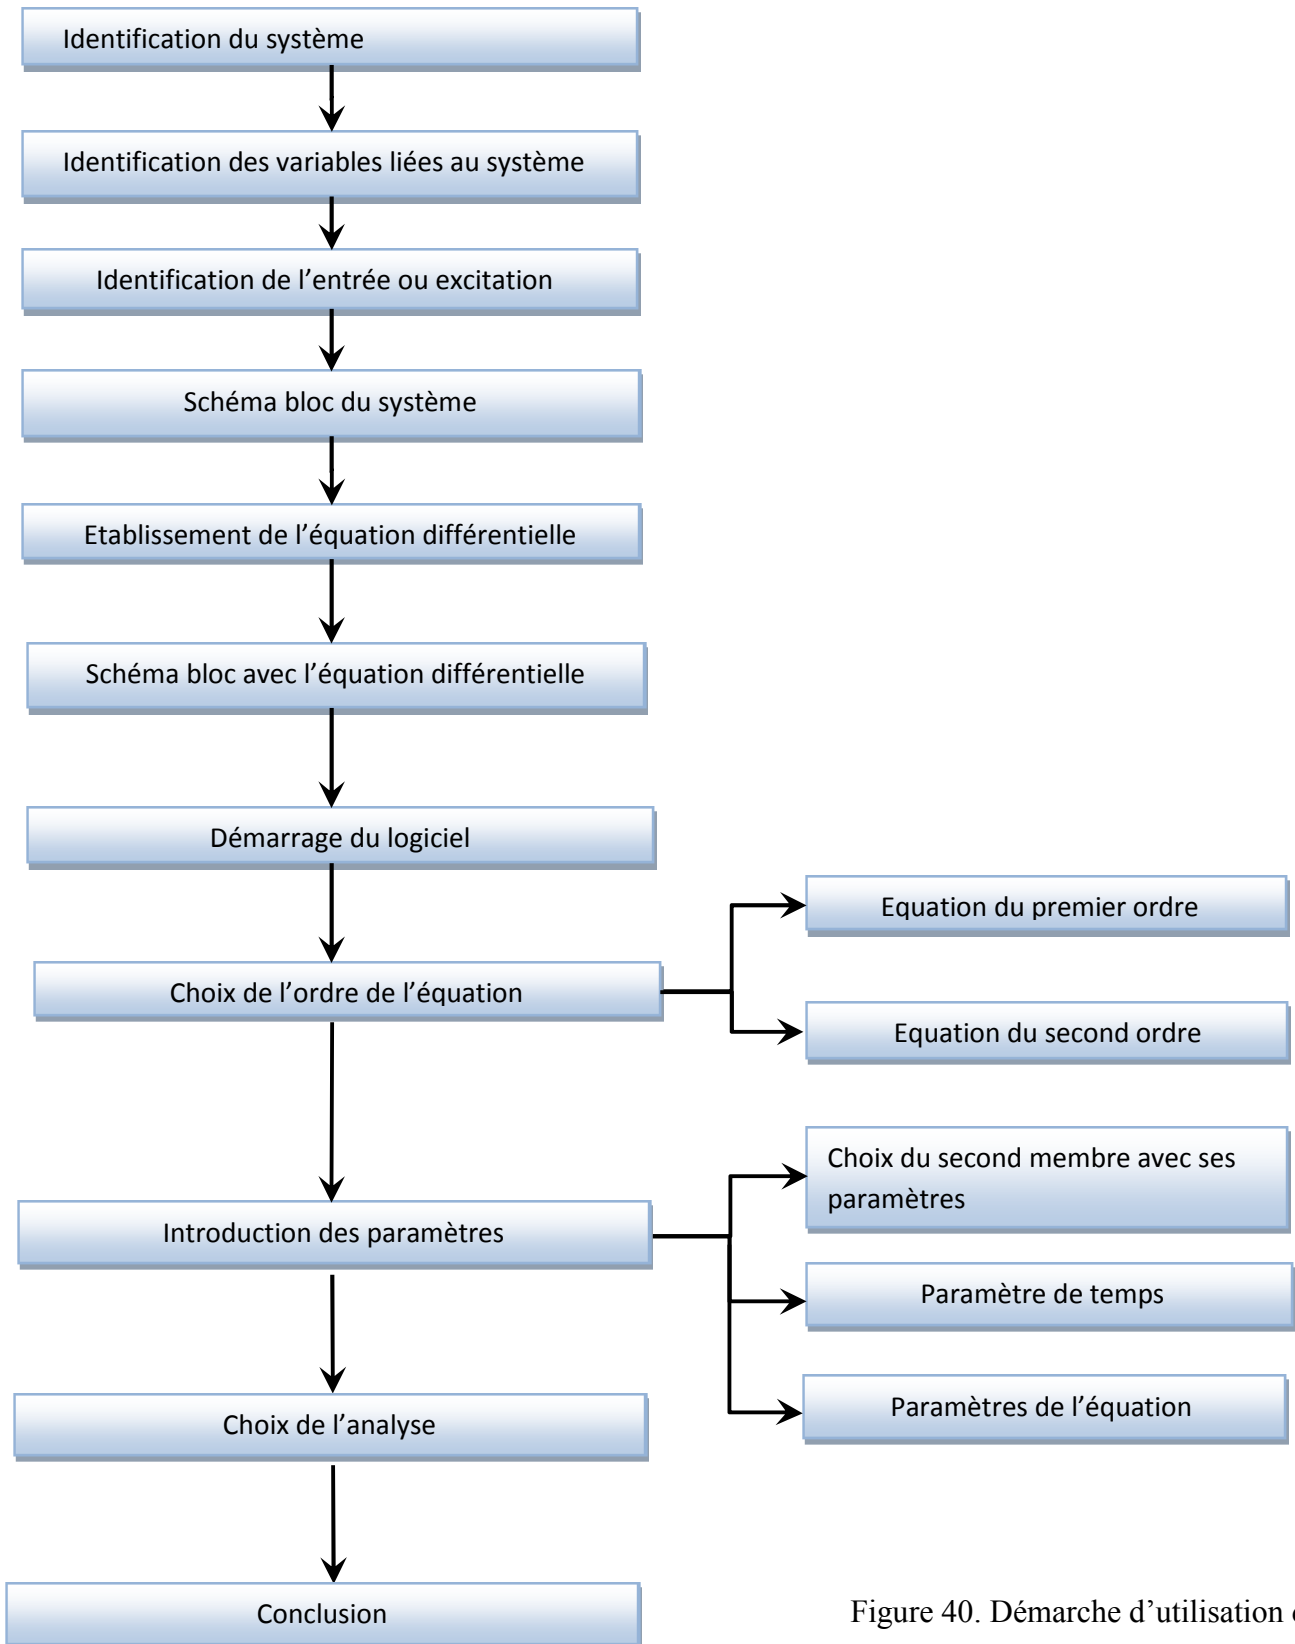 Identification du système
Identification des variables liées au système
Identification de l’entrée ou excitation
Schéma bloc du système
Etablissement de l’équation différentielle
Schéma bloc avec l’équation différentielle
Démarrage du logiciel
Equation du premier ordre
Choix de l’ordre de l’équation
Equation du second ordre
Choix du second membre avec ses
paramètres
Introduction des paramètres
Paramètre de temps
Paramètres de l’équation
Choix de l’analyse
Conclusion
Figure 40. Démarche d’utilisation